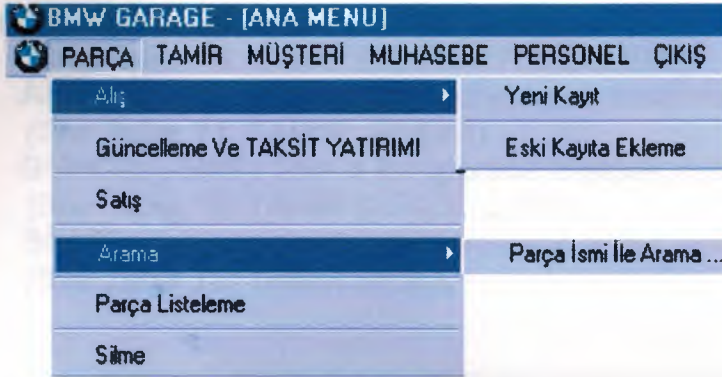 BMW GARAGE - [ANA MENU]
PARÇA TAMİR MÜŞTERİ MUHASEBE PERSONEL ÇIKIŞ
Alış Yeni Kayıt
Güncelleme Ve TAKSİT YATIRIMI Eski Kayıta Ekleme
Satış
Arama Parça İsmi İle Arama ...
Parça Listeleme
Silme